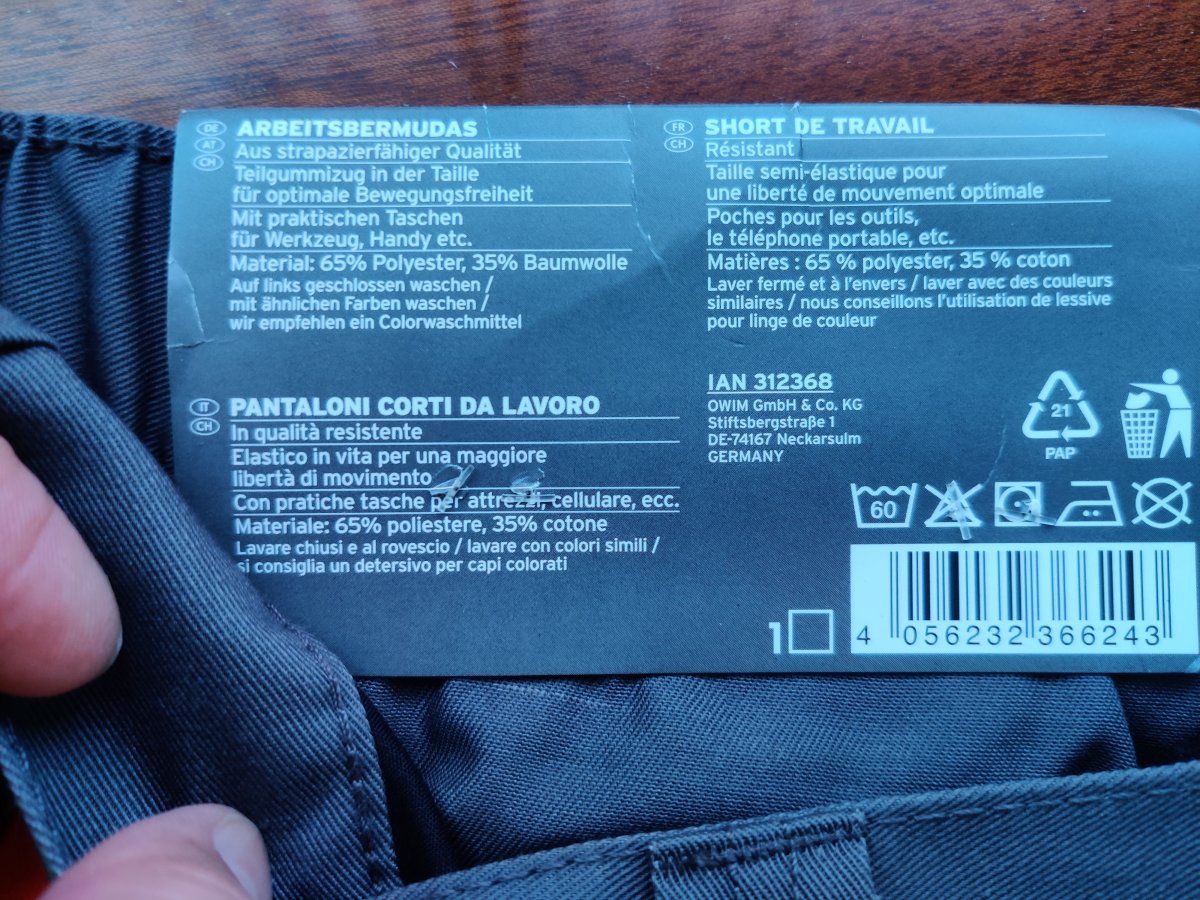 DE
AT
CH
ARBEITSBERMUDAS
Aus strapazierfähiger Qualität
Teilgummizug in der Taille
für optimale Bewegungsfreiheit
Mit praktischen Taschen
für Werkzeug, Handy etc.
Material: 65% Polyester, 35% Baumwolle
Auf links geschlossen waschen /
mit ähnlichen Farben waschen /
wir empfehlen ein Colorwaschmittel
FR
CH
SHORT DE TRAVAIL
Résistant
Taille semi-élastique pour
une liberté de mouvement optimale
Poches pour les outils,
le téléphone portable, etc.
Matières : 65 % polyester, 35 % coton
Laver fermé et à l'envers / laver avec des couleurs
similaires / nous conseillons l'utilisation de lessive
pour linge de couleur
IT
CH
PANTALONI CORTI DA LAVORO
In qualità resistente
Elastico in vita per una maggiore
libertà di movimento
Con pratiche tasche per attrezzi, cellulare, ecc.
Materiale: 65% poliestere, 35% cotone
Lavare chiusi e al rovescio / lavare con colori simili /
si consiglia un detersivo per capi colorati
IAN 312368
OWIM GmbH & Co. KG
Stiftsbergstraße 1
DE-74167 Neckarsulm
GERMANY
21
PAP
60
1
4 056232 366243